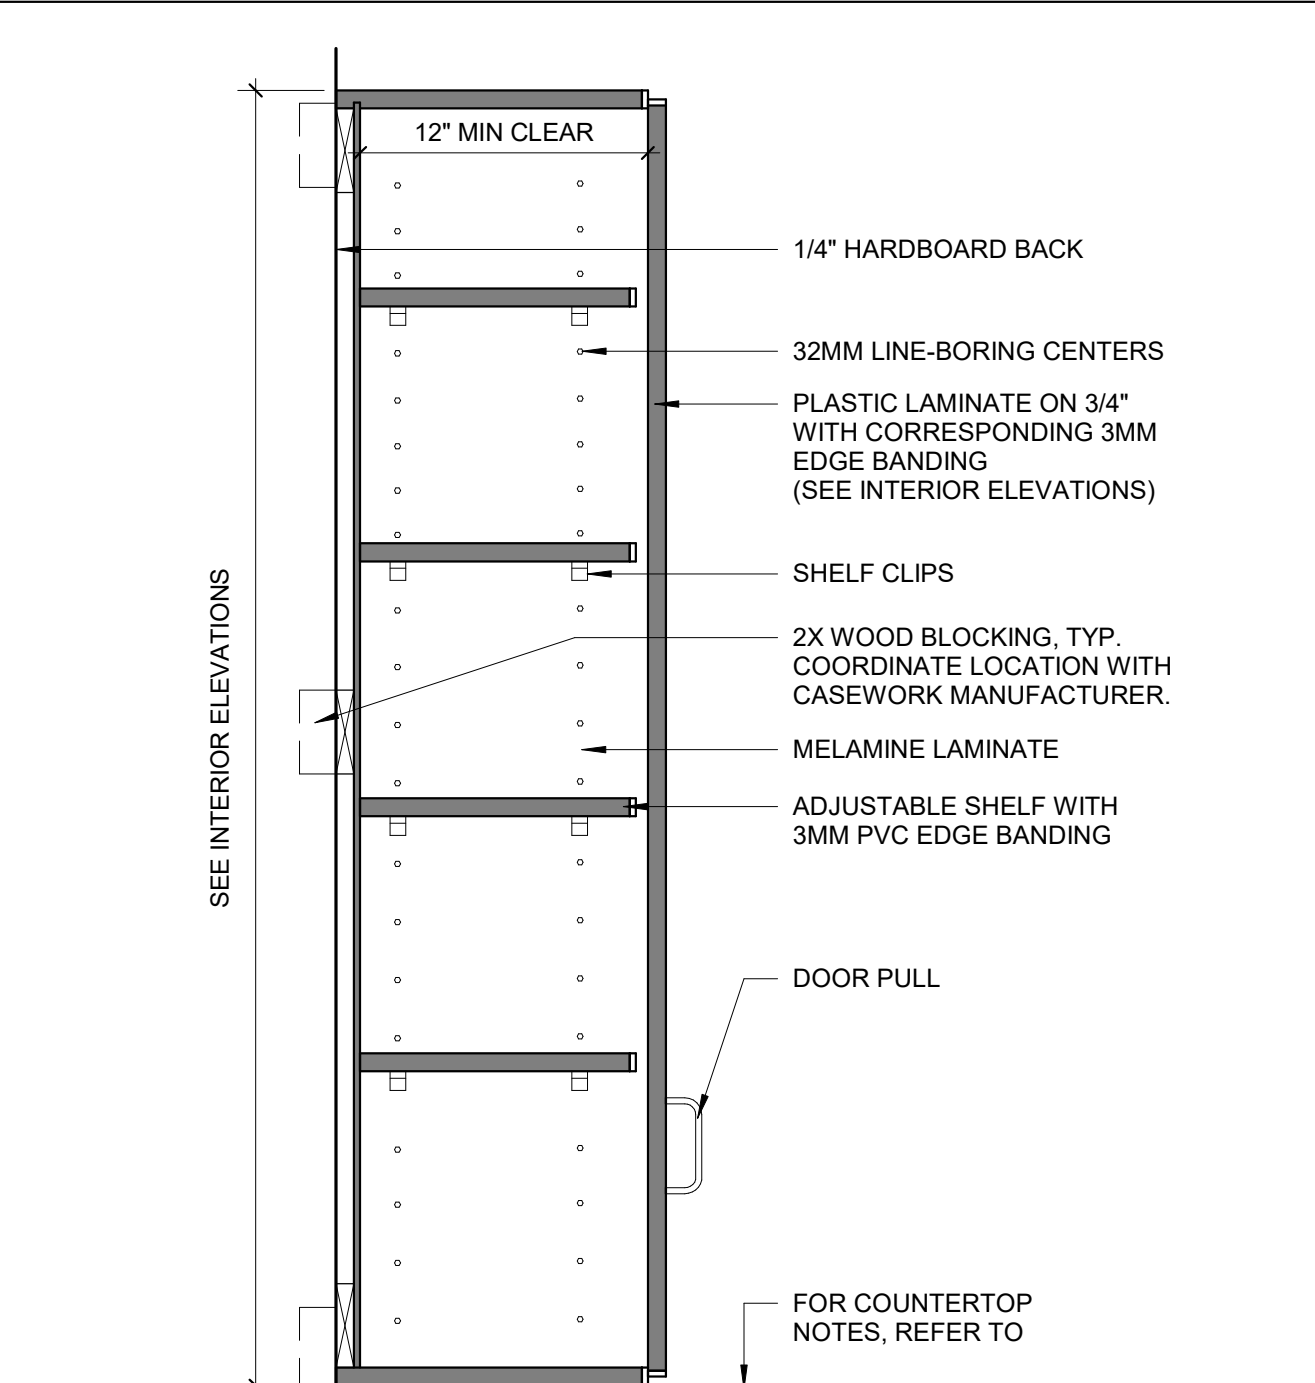 12" MIN CLEAR
1/4" HARDBOARD BACK
32MM LINE-BORING CENTERS
PLASTIC LAMINATE ON 3/4"
WITH CORRESPONDING 3MM
EDGE BANDING
(SEE INTERIOR ELEVATIONS)
SHELF CLIPS
SEE INTERIOR ELEVATIONS
2X WOOD BLOCKING, TYP.
COORDINATE LOCATION WITH
CASEWORK MANUFACTURER.
MELAMINE LAMINATE
ADJUSTABLE SHELF WITH
3MM PVC EDGE BANDING
DOOR PULL
FOR COUNTERTOP
NOTES, REFER TO